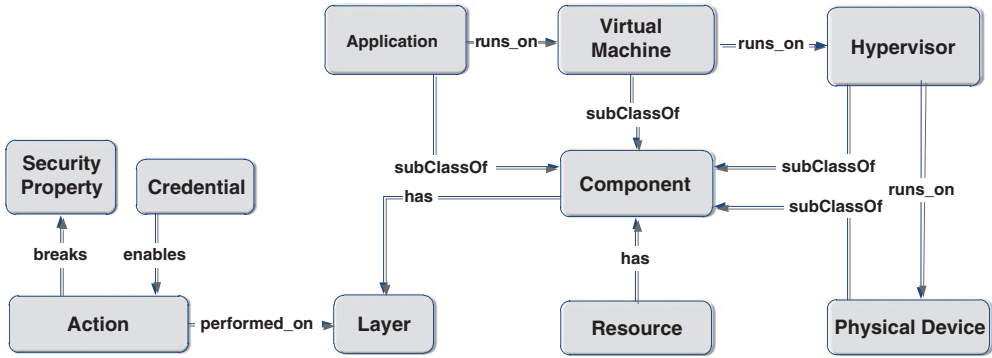 Application
runs_on
Virtual
Machine
runs_on
Hypervisor
subClassOf
Security
Property
Credential
subClassOf
Component
subClassOf
has
runs_on
subClassOf
breaks
enables
has
Action
performed_on
Layer
Resource
Physical Device